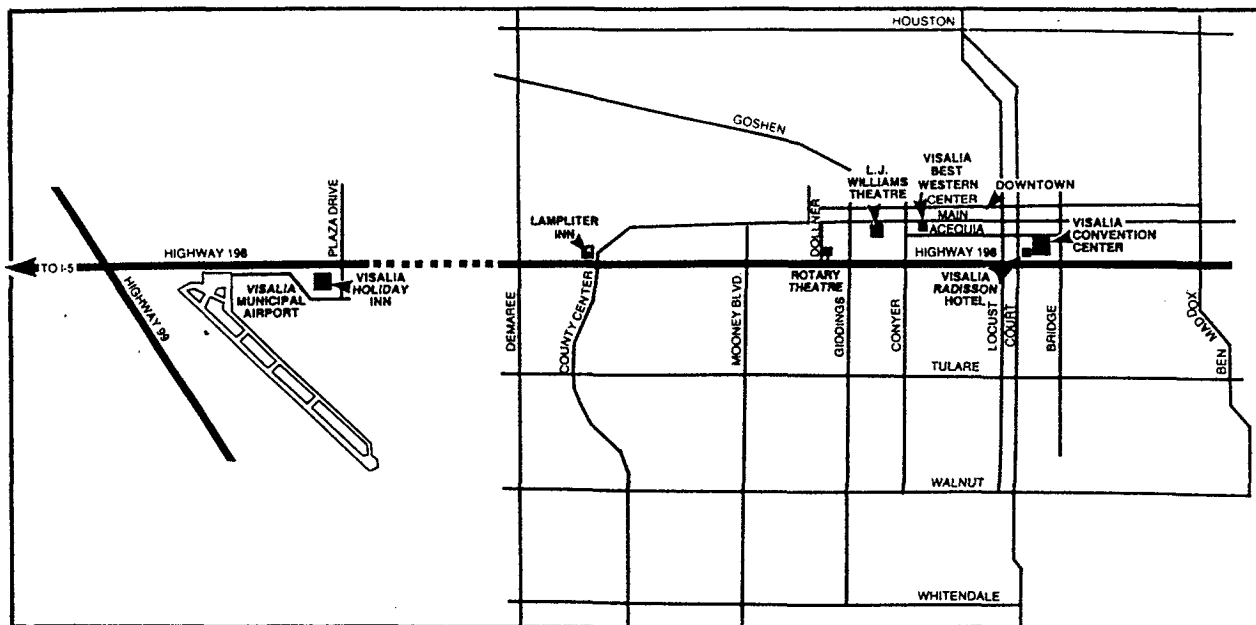 HOUSTON
GOSHEN
L.J.
WILLIAMS
THEATRE
VISALIA
BEST
WESTERN
CENTER
DOWNTOWN
MAIN
ACEQUIA
VISALIA
CONVENTION
CENTER
PLAZA DRIVE
LAMPLITER
INN
DOLLNER
HIGHWAY 198
HIGHWAY 198
TO I-5
HIGHWAY 99
VISALIA
MUNICIPAL
AIRPORT
VISALIA
HOLIDAY
INN
ROTARY
THEATRE
VISALIA
RADISSON
HOTEL
DEMAREE
COUNTY CENTER
MOONEY BLVD.
GIDDINGS
CONYER
LOCUST
COURT
BRIDGE
BEN MADDOX
TULARE
WALNUT
WHITENDALE